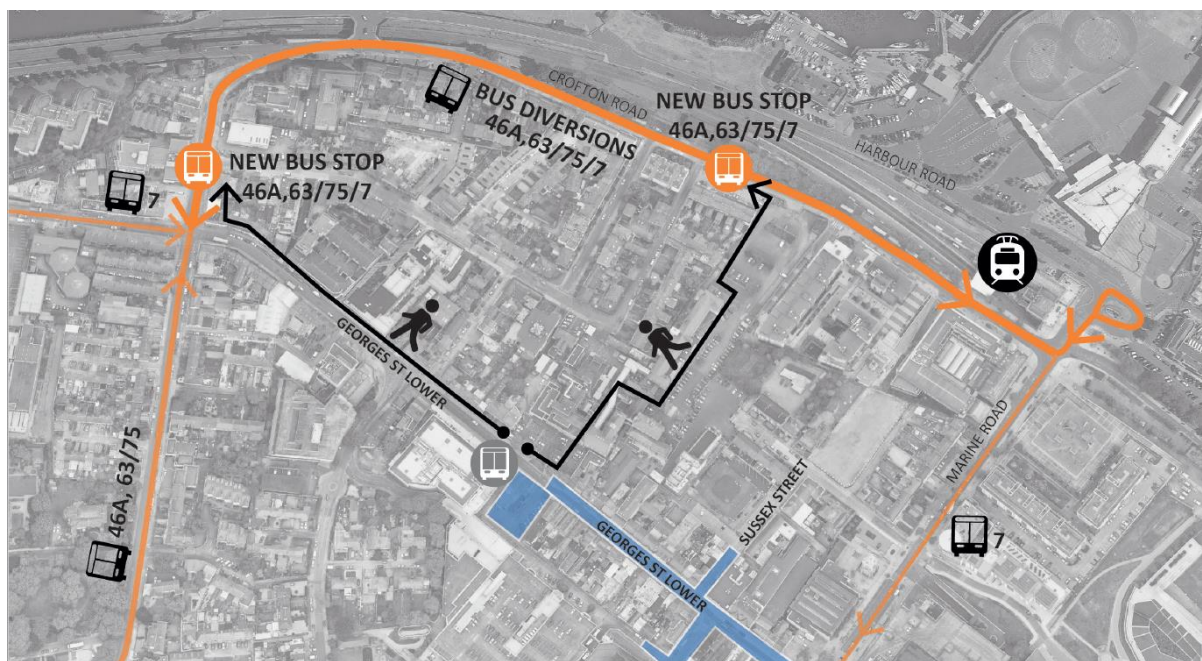 CROFTON ROAD
BUS DIVERSIONS
46A,63/75/7
NEW BUS STOP
46A,63/75/7
HARBOUR ROAD
NEW BUS STOP
46A,63/75/7
7
GEORGES ST LOWER
46A, 63/75
MARINE ROAD
SUSSEX STREET
GEORGES ST LOWER
7